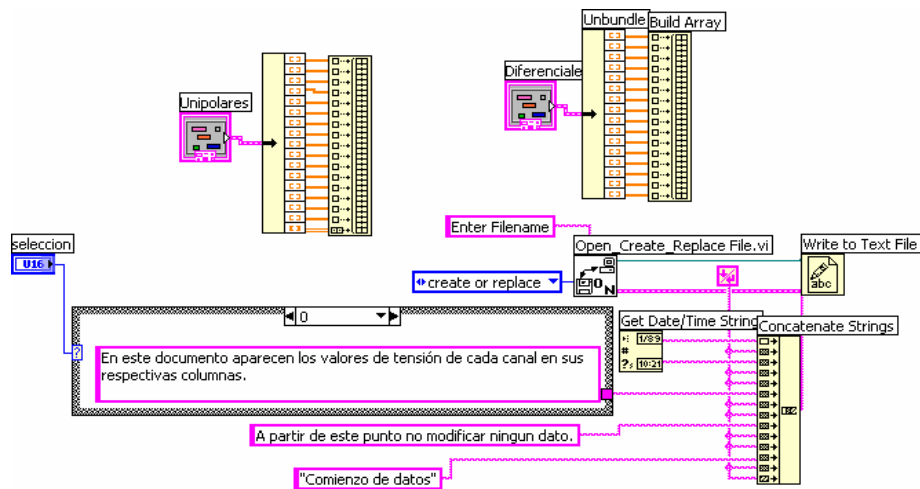 Unbundle
Build Array
Diferenciale
Unipolares
Enter Filename
seleccion
U16
Open_Create_Replace File.vi
Write to Text File
create or replace
abc
0
Get Date/Time String
Concatenate Strings
En este documento aparecen los valores de tensión de cada canal en sus
respectivas columnas.
A partir de este punto no modificar ningun dato.
"Comienzo de datos"